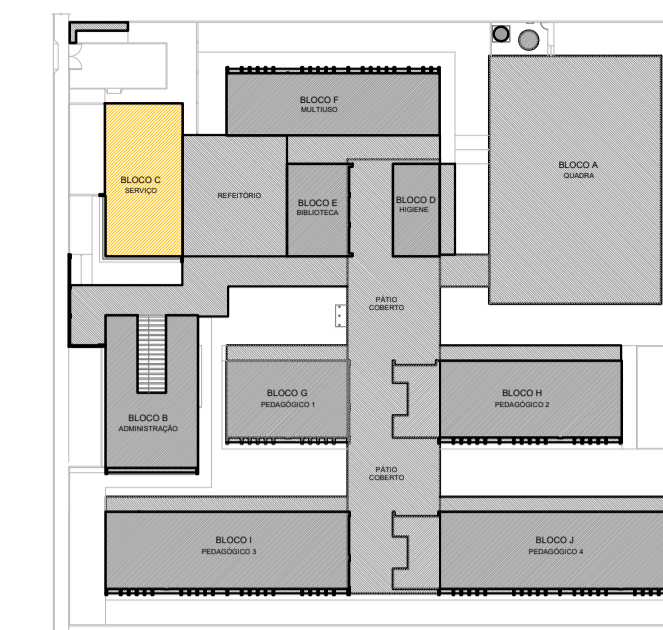 BLOCO F
MULTIUSO
BLOCO A
QUADRA
BLOCO C
SERVIÇO
REFEITÓRIO
BLOCO E
BIBLIOTECA
BLOCO D
HIGIENE
PÁTIO
COBERTO
BLOCO G
PEDAGÓGICO 1
BLOCO H
PEDAGÓGICO 2
BLOCO B
ADMINISTRAÇÃO
PÁTIO
COBERTO
BLOCO I
PEDAGÓGICO 3
BLOCO J
PEDAGÓGICO 4